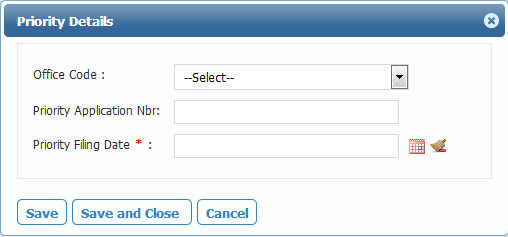 Priority Details
Office Code :
--Select--
Priority Application Nbr:
Priority Filing Date * :
Save
Save and Close
Cancel